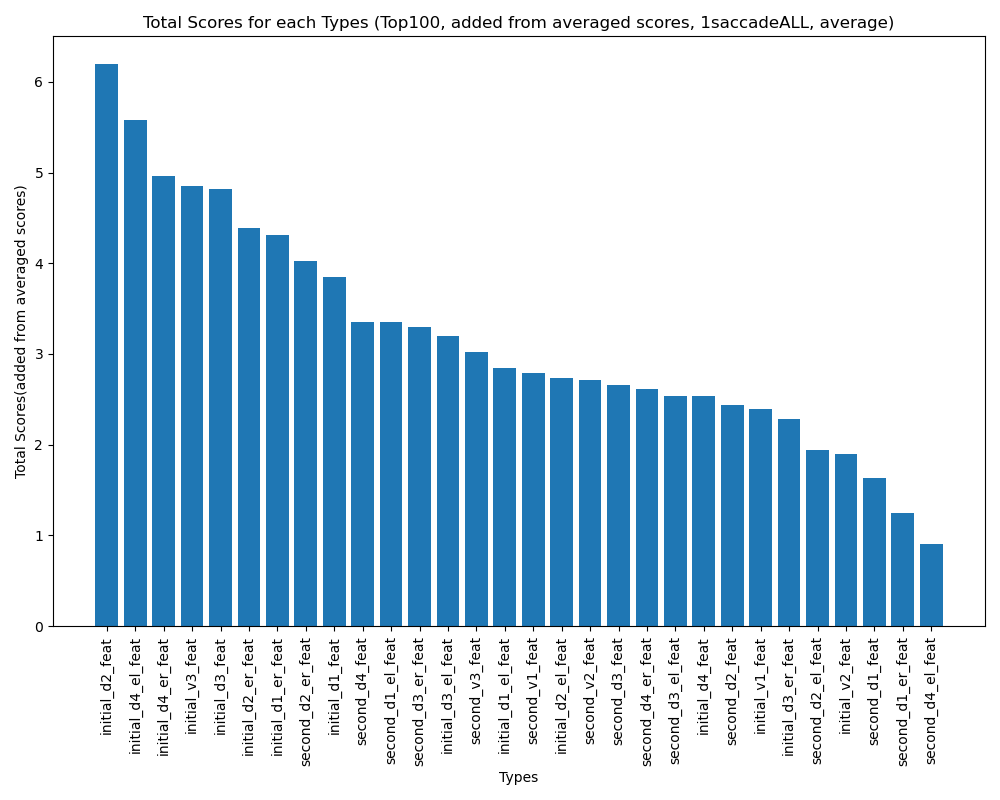 Total Scores for each Types (Top100, added from averaged scores, 1saccadeALL, average)
Total Scores(added from averaged scores)
6
5
4
3
2
1
0
initial_d2_feat
initial_d4_el_feat
initial_d4_er_feat
initial_v3_feat
initial_d3_feat
initial_d2_er_feat
initial_d1_er_feat
second_d2_er_feat
initial_d1_feat
second_d4_feat
second_d1_el_feat
second_d3_er_feat
initial_d3_el_feat
second_v3_feat
initial_d1_el_feat
second_v1_feat
initial_d2_el_feat
second_v2_feat
second_d3_feat
second_d4_er_feat
second_d3_el_feat
initial_d4_feat
second_d2_feat
initial_v1_feat
initial_d3_er_feat
second_d2_el_feat
initial_v2_feat
second_d1_feat
second_d1_er_feat
second_d4_el_feat
Types